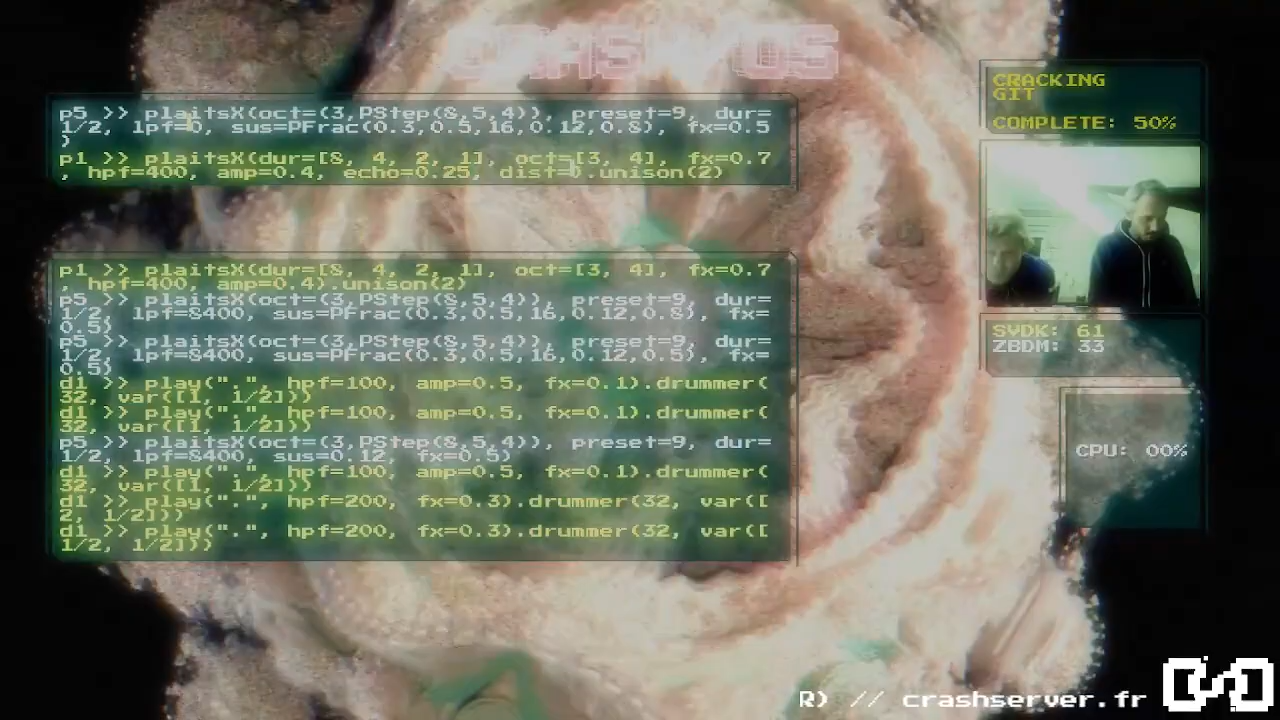 p5 >> plaitsX(oct=(3,PStep(8,5,4)), preset=9, dur=
1/2, lpf=0, sus=PFrac(0.3,0.5,16,0.12,0.8), fx=0.5
)
p1 >> plaitsX(dur=[8, 4, 2, 1], oct=[3, 4], fx=0.7
, hpf=400, amp=0.4, echo=0.25, dist=0).unison(2)
p1 >> plaitsX(dur=[8, 4, 2, 1], oct=[3, 4], fx=0.7
, hpf=400, amp=0.4).unison(2)
p5 >> plaitsX(oct=(3,PStep(8,5,4)), preset=9, dur=
1/2, lpf=8400, sus=PFrac(0.3,0.5,16,0.12,0.8), fx=
0.5)
p5 >> plaitsX(oct=(3,PStep(8,5,4)), preset=9, dur=
1/2, lpf=8400, sus=PFrac(0.3,0.5,16,0.12,0.5), fx=
0.5)
d1 >> play(".", hpf=100, amp=0.5, fx=0.1).drummer(
32, var([1, 1/2]))
d1 >> play(".", hpf=100, amp=0.5, fx=0.1).drummer(
32, var([1, 1/2]))
p5 >> plaitsX(oct=(3,PStep(8,5,4)), preset=9, dur=
1/2, lpf=8400, sus=0.12, fx=0.5)
d1 >> play(".", hpf=100, amp=0.5, fx=0.1).drummer(
32, var([1, 1/2]))
d1 >> play(".", hpf=200, fx=0.3).drummer(32, var([
2, 1/2]))
d1 >> play(".", hpf=200, fx=0.3).drummer(32, var([
1/2, 1/2]))
CRACKING
GIT
COMPLETE: 50%
SVDK: 61
ZBDM: 33
CPU: 00%
R) // crashserver.fr